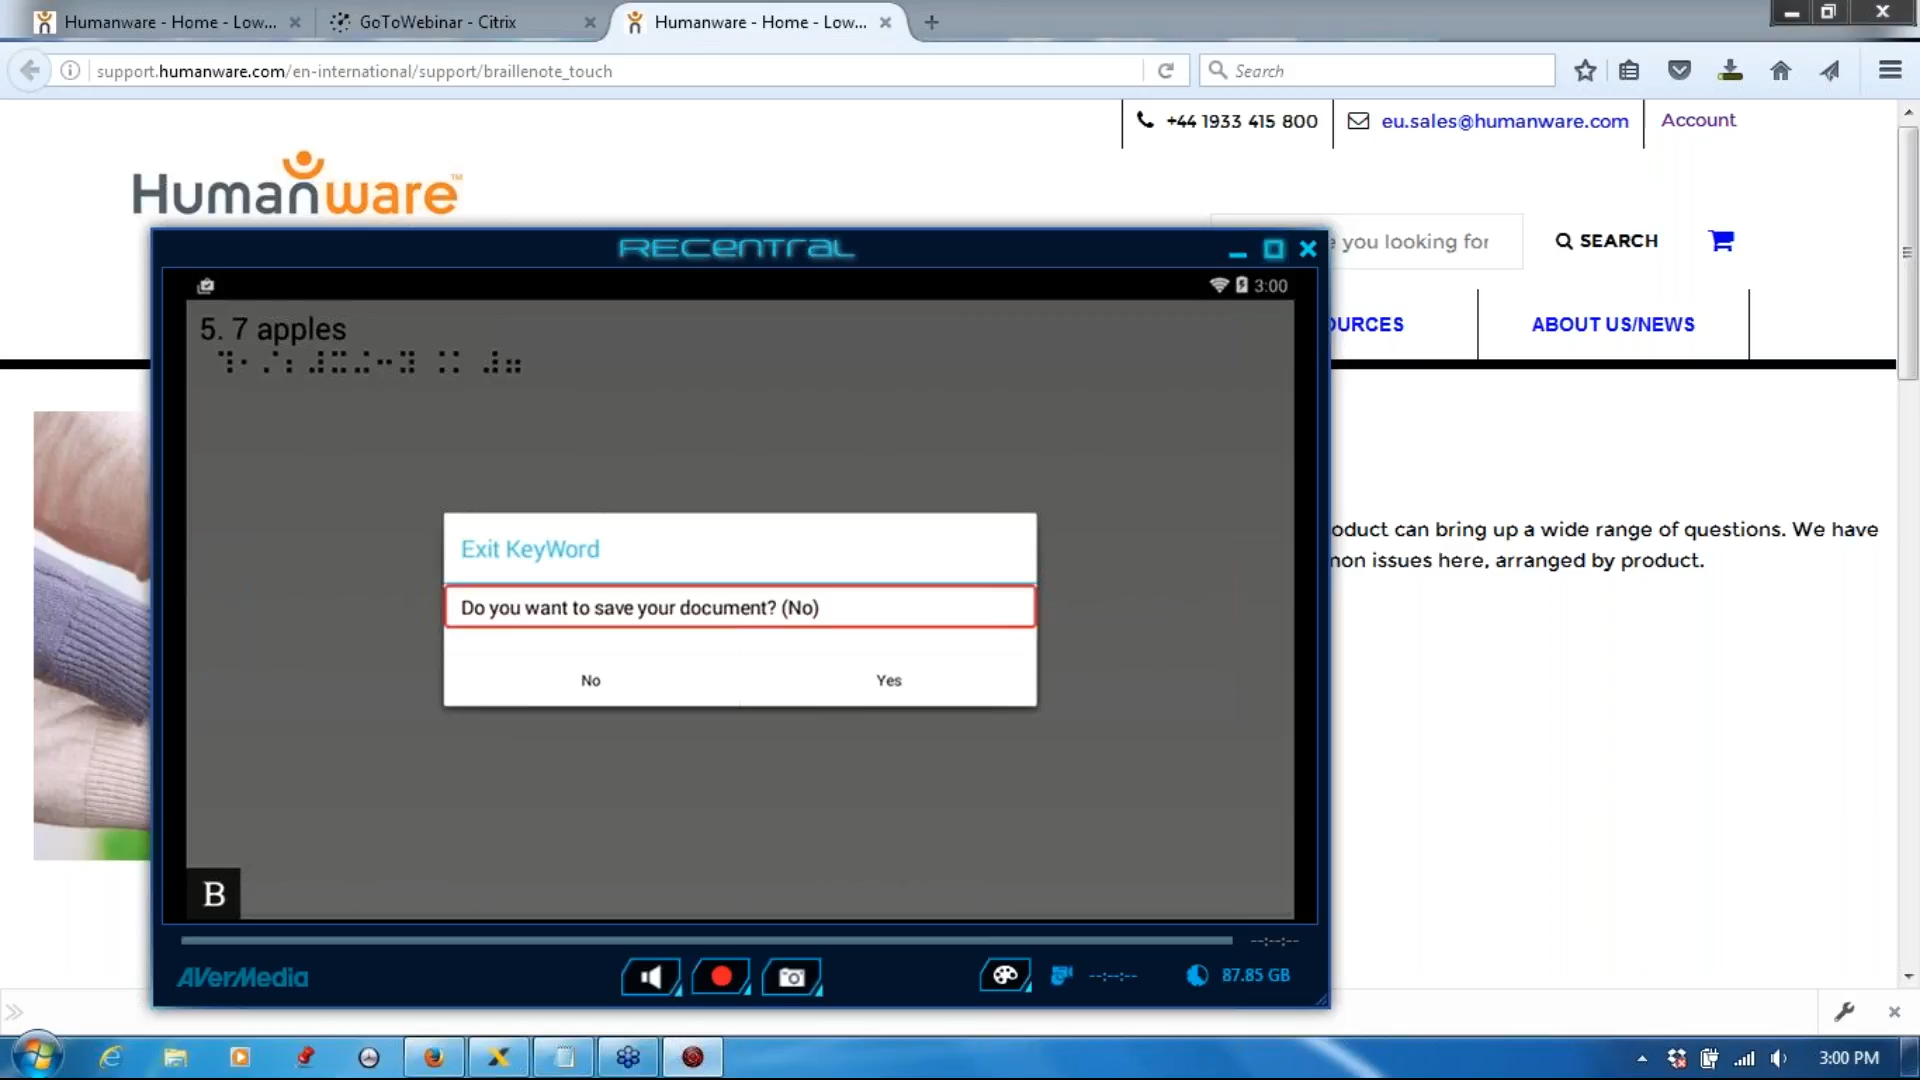 Humanware - Home - Low...
GoToWebinar - Citrix
Humanware - Home - Low...
support.humanware.com/en-international/support/braillenote_touch
Search
+44 1933 415 800
eu.sales@humanware.com
Account
Humanware™
RECentral
e you looking for
SEARCH
3:00
5. 7 apples
OURCES
ABOUT US/NEWS
Exit KeyWord
Do you want to save your document? (No)
No
Yes
oduct can bring up a wide range of questions. We have
mon issues here, arranged by product.
B
--:--:--
AVerMedia
--:--:--
87.85 GB
3:00 PM